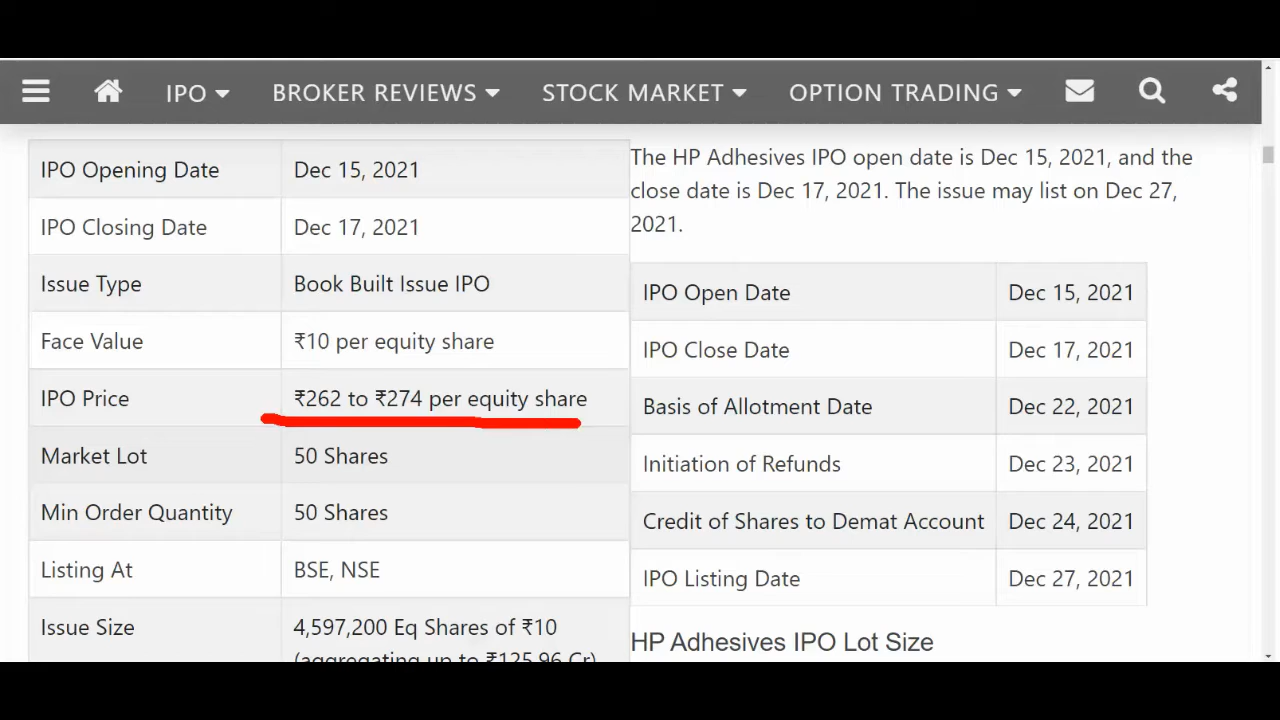 IPO BROKER REVIEWS STOCK MARKET OPTION TRADING
IPO Opening Date Dec 15, 2021
IPO Closing Date Dec 17, 2021
Issue Type Book Built Issue IPO
Face Value ₹10 per equity share
IPO Price ₹262 to ₹274 per equity share
Market Lot 50 Shares
Min Order Quantity 50 Shares
Listing At BSE, NSE
Issue Size 4,597,200 Eq Shares of ₹10
(aggregating up to ₹125.96 Cr)
The HP Adhesives IPO open date is Dec 15, 2021, and the
close date is Dec 17, 2021. The issue may list on Dec 27,
2021.
IPO Open Date Dec 15, 2021
IPO Close Date Dec 17, 2021
Basis of Allotment Date Dec 22, 2021
Initiation of Refunds Dec 23, 2021
Credit of Shares to Demat Account Dec 24, 2021
IPO Listing Date Dec 27, 2021
HP Adhesives IPO Lot Size